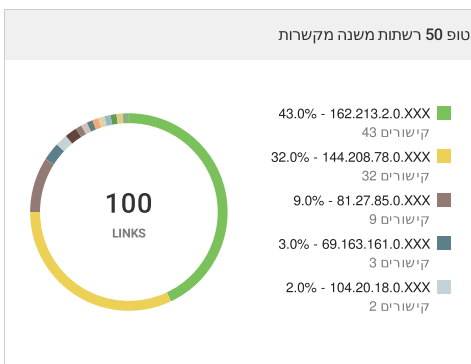 טופ 50 רשתות משנה מקשרות
43.0% - 162.213.2.0.XXX
43 קישורים
32.0% - 144.208.78.0.XXX
32 קישורים
9.0% - 81.27.85.0.XXX
9 קישורים
3.0% - 69.163.161.0.XXX
3 קישורים
2.0% - 104.20.18.0.XXX
2 קישורים
100
LINKS